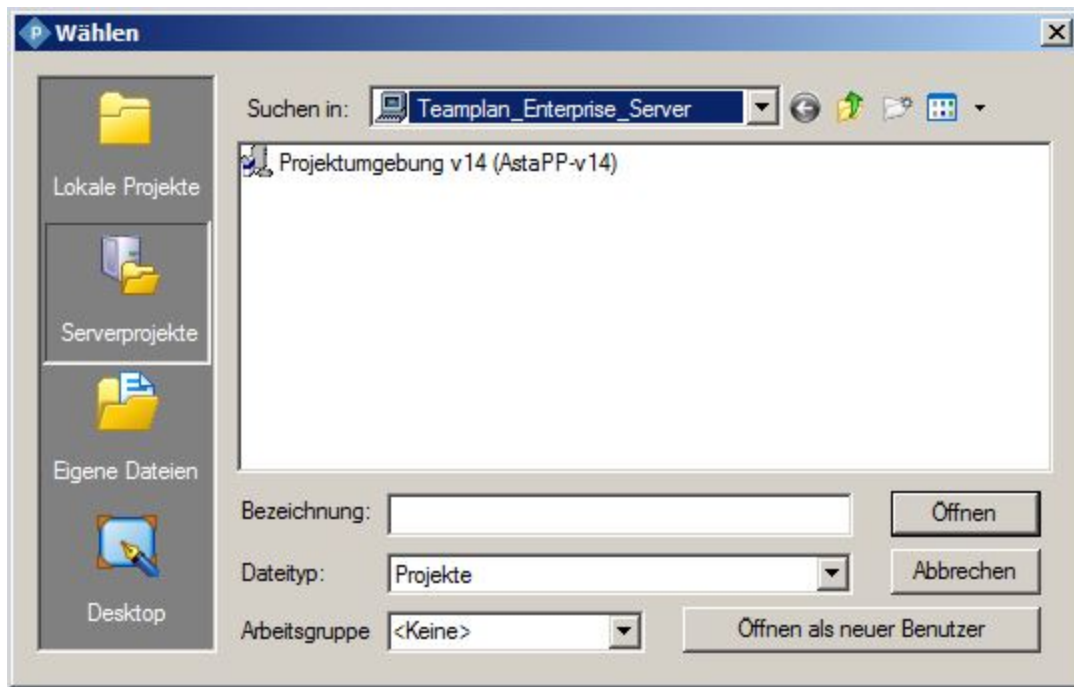 P Wählen
Suchen in: Teamplan_Enterprise_Server
Projektumgebung v14 (AstaPP-v14)
Lokale Projekte
Serverprojekte
Eigene Dateien
Desktop
Bezeichnung:
Öffnen
Dateityp: Projekte
Abbrechen
Arbeitsgruppe <Keine>
Öffnen als neuer Benutzer